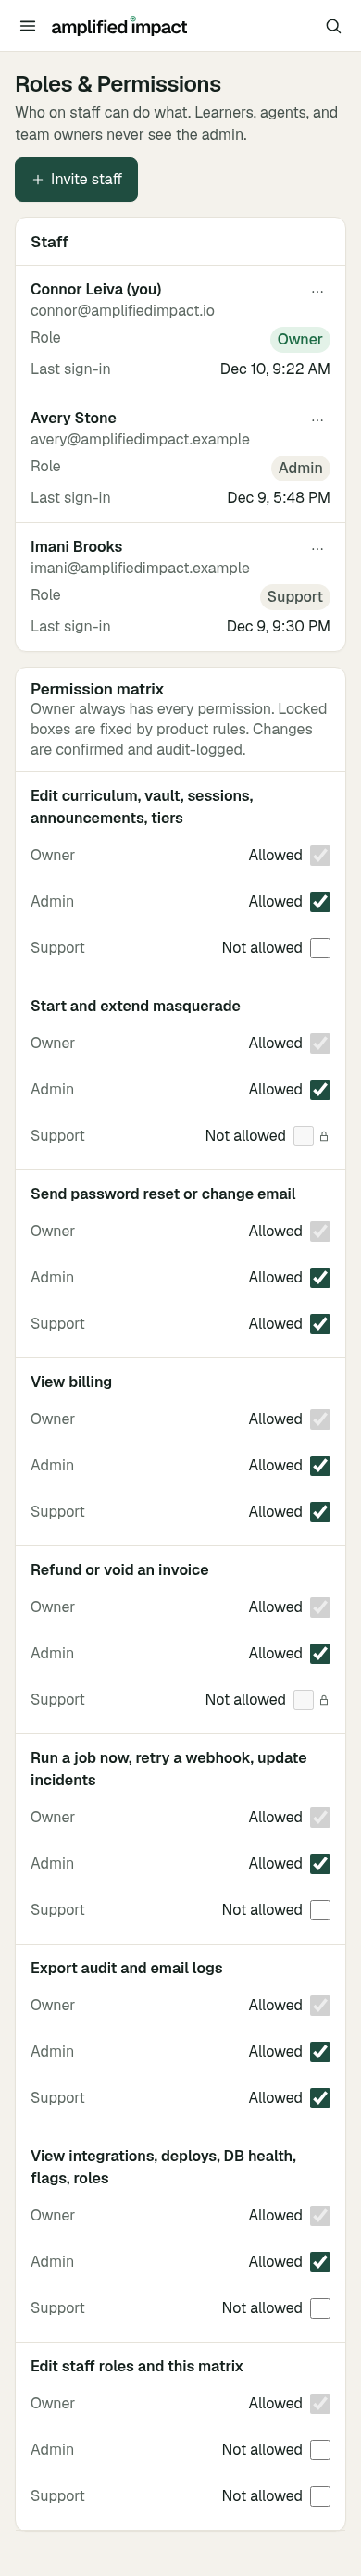 amplified impact
Roles & Permissions
Who on staff can do what. Learners, agents, and
team owners never see the admin.
+ Invite staff
Staff
Connor Leiva (you) ...
connor@amplifiedimpact.io
Role Owner
Last sign-in Dec 10, 9:22 AM
Avery Stone ...
avery@amplifiedimpact.example
Role Admin
Last sign-in Dec 9, 5:48 PM
Imani Brooks ...
imani@amplifiedimpact.example
Role Support
Last sign-in Dec 9, 9:30 PM
Permission matrix
Owner always has every permission. Locked
boxes are fixed by product rules. Changes
are confirmed and audit-logged.
Edit curriculum, vault, sessions,
announcements, tiers
Owner Allowed
Admin Allowed
Support Not allowed
Start and extend masquerade
Owner Allowed
Admin Allowed
Support Not allowed
Send password reset or change email
Owner Allowed
Admin Allowed
Support Allowed
View billing
Owner Allowed
Admin Allowed
Support Allowed
Refund or void an invoice
Owner Allowed
Admin Allowed
Support Not allowed
Run a job now, retry a webhook, update
incidents
Owner Allowed
Admin Allowed
Support Not allowed
Export audit and email logs
Owner Allowed
Admin Allowed
Support Allowed
View integrations, deploys, DB health,
flags, roles
Owner Allowed
Admin Allowed
Support Not allowed
Edit staff roles and this matrix
Owner Allowed
Admin Not allowed
Support Not allowed